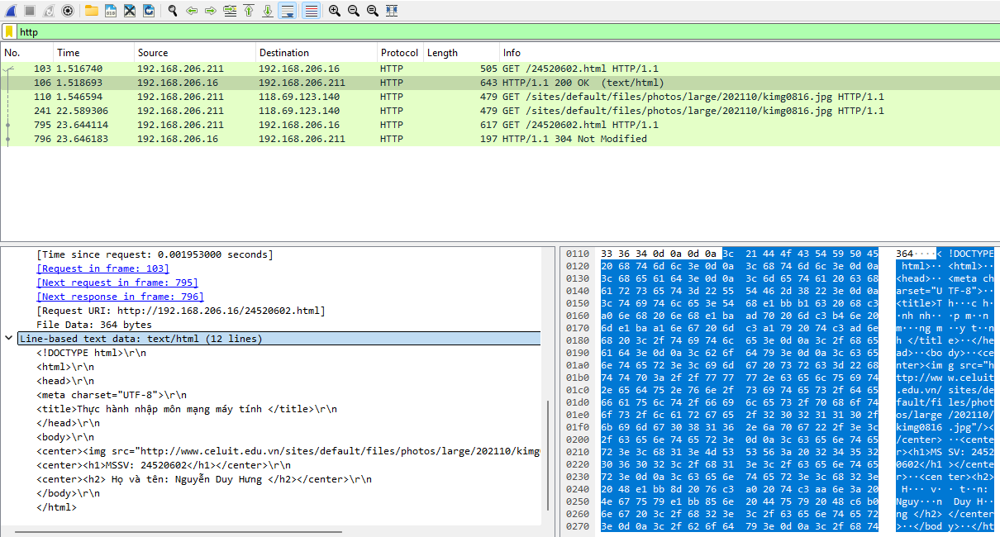 http
No. Time Source Destination Protocol Length Info
103 1.516740 192.168.206.211 192.168.206.16 HTTP 505 GET /24520602.html HTTP/1.1
106 1.518693 192.168.206.16 192.168.206.211 HTTP 643 HTTP/1.1 200 OK (text/html)
110 1.546594 192.168.206.211 118.69.123.140 HTTP 479 GET /sites/default/files/photos/large/202110/kimg0816.jpg HTTP/1.1
241 22.589306 192.168.206.211 118.69.123.140 HTTP 479 GET /sites/default/files/photos/large/202110/kimg0816.jpg HTTP/1.1
795 23.644114 192.168.206.211 192.168.206.16 HTTP 617 GET /24520602.html HTTP/1.1
796 23.646183 192.168.206.16 192.168.206.211 HTTP 197 HTTP/1.1 304 Not Modified
[Time since request: 0.001953000 seconds]
[Request in frame: 103]
[Next request in frame: 795]
[Next response in frame: 796]
[Request URI: http://192.168.206.16/24520602.html]
File Data: 364 bytes
Line-based text data: text/html (12 lines)
<!DOCTYPE html>\r\n
<html>\r\n
<head>\r\n
<meta charset="UTF-8">\r\n
<title>Thực hành nhập môn mạng máy tính </title>\r\n
</head>\r\n
<body>\r\n
<center><img src="http://www.celuit.edu.vn/sites/default/files/photos/large/202110/kimg
<center><h1>MSSV: 24520602</h1></center>\r\n
<center><h2> Họ và tên: Nguyễn Duy Hưng </h2></center>\r\n
</body>\r\n
</html>
0110 33 36 34 0d 0a 0d 0a 3c 21 44 4f 43 54 59 50 45 364····< !DOCTYPE
0120 20 68 74 6d 6c 3e 0d 0a 3c 68 74 6d 6c 3e 0d 0a html>·· <html>··
0130 3c 68 65 61 64 3e 0d 0a 3c 6d 65 74 61 20 63 68 <head>·· <meta ch
0140 61 72 73 65 74 3d 22 55 54 46 2d 38 22 3e 0d 0a arset="U TF-8">··
0150 3c 74 69 74 6c 65 3e 54 68 e1 bb b1 63 20 68 c3 <title>T h···c h·
0160 a0 6e 68 20 6e 68 e1 ba ad 70 20 6d c3 b4 6e 20 ·nh nh·· ·p m··n
0170 6d e1 ba a1 6e 67 20 6d c3 a1 79 20 74 c3 ad 6e m···ng m ··y t··n
0180 68 20 3c 2f 74 69 74 6c 65 3e 0d 0a 3c 2f 68 65 h </titl e>··</he
0190 61 64 3e 0d 0a 3c 62 6f 64 79 3e 0d 0a 3c 63 65 ad>··<bo dy>··<ce
01a0 6e 74 65 72 3e 3c 69 6d 67 20 73 72 63 3d 22 68 nter><im g src="h
01b0 74 74 70 3a 2f 2f 77 77 77 2e 63 65 6c 75 69 74 ttp://ww w.celuit
01c0 2e 65 64 75 2e 76 6e 2f 73 69 74 65 73 2f 64 65 .edu.vn/ sites/de
01d0 66 61 75 6c 74 2f 66 69 6c 65 73 2f 70 68 6f 74 fault/fi les/phot
01e0 6f 73 2f 6c 61 72 67 65 2f 32 30 32 31 31 30 2f os/large /202110/
01f0 6b 69 6d 67 30 38 31 36 2e 6a 70 67 22 2f 3e 3c kimg0816 .jpg"/><
0200 2f 63 65 6e 74 65 72 3e 0d 0a 3c 63 65 6e 74 65 /center> ··<cente
0210 72 3e 3c 68 31 3e 4d 53 53 56 3a 20 32 34 35 32 r><h1>MS SV: 2452
0220 30 36 30 32 3c 2f 68 31 3e 3c 2f 63 65 6e 74 65 0602</h1 ></cente
0230 72 3e 0d 0a 3c 63 65 6e 74 65 72 3e 3c 68 32 3e r>··<cen ter><h2>
0240 20 48 e1 bb 8d 20 76 c3 a0 20 74 c3 aa 6e 3a 20 H··· v· · t··n:
0250 4e 67 75 79 e1 bb 85 6e 20 44 75 79 20 48 c6 b0 Nguy···n Duy H··
0260 6e 67 20 3c 2f 68 32 3e 3c 2f 63 65 6e 74 65 72 ng </h2> </center
0270 3e 0d 0a 3c 2f 62 6f 64 79 3e 0d 0a 3c 2f 68 74 >··</bod y>··</ht